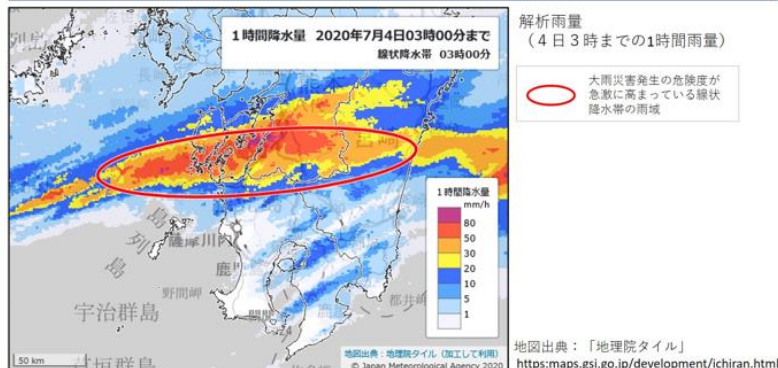 1時間降水量 2020年7月4日03時00分まで
線状降水帯 03時00分
解析雨量
（4日3時までの1時間雨量）
大雨災害発生の危険度が
急激に高まっている線状
降水帯の雨域
1時間降水量
mm/h
80
50
30
20
10
5
1
島
列
島
薩摩川内
鹿
野間岬
宇治群島
都井岬
50 km
地図出典：地理院タイル（加工して利用）
© Japan Meteorological Agency 2020
地図出典：「地理院タイル」
https:maps.gsi.go.jp/development/ichiran.html